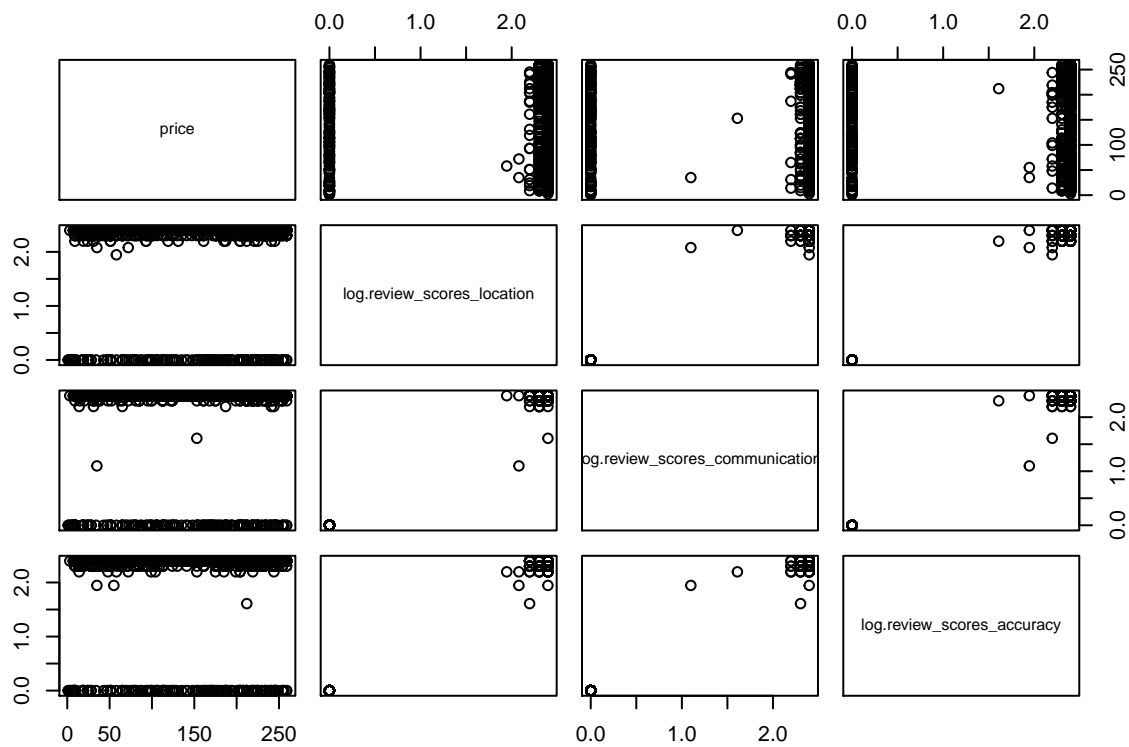 0.0 1.0 2.0 0.0 1.0 2.0
price
0 100 250
0.0 1.0 2.0
log.review_scores_location
og.review_scores_communication
0.0 1.0 2.0
0.0 1.0 2.0
log.review_scores_accuracy
0 50 150 250 0.0 1.0 2.0